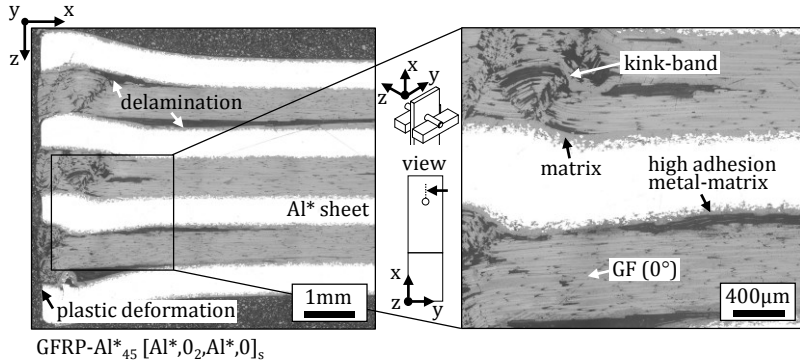 y
x
z
delamination
Al* sheet
plastic deformation
1mm
GFRP-Al*45 [Al*,02,Al*,0]s
x
z
y
view
x
z
y
kink-band
matrix
high adhesion
metal-matrix
GF (0°)
400μm